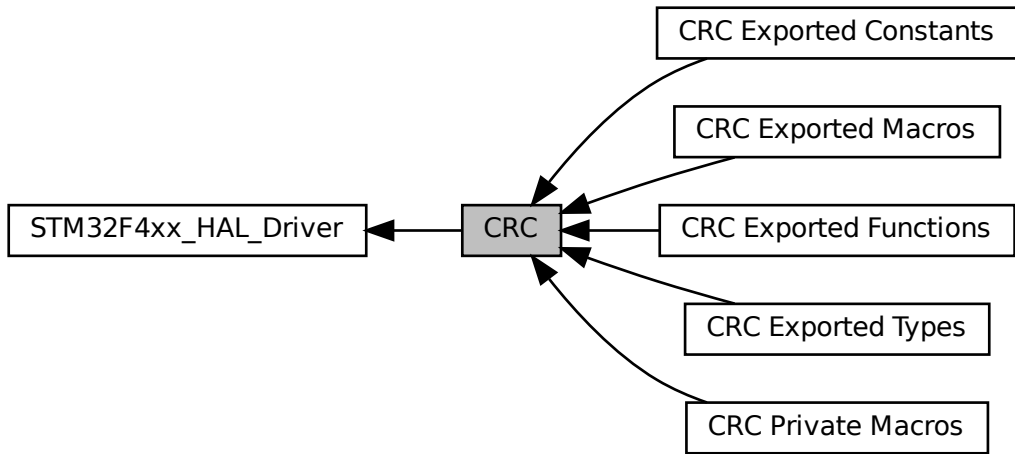 CRC Exported Constants
CRC Exported Macros
STM32F4xx_HAL_Driver
CRC
CRC Exported Functions
CRC Exported Types
CRC Private Macros